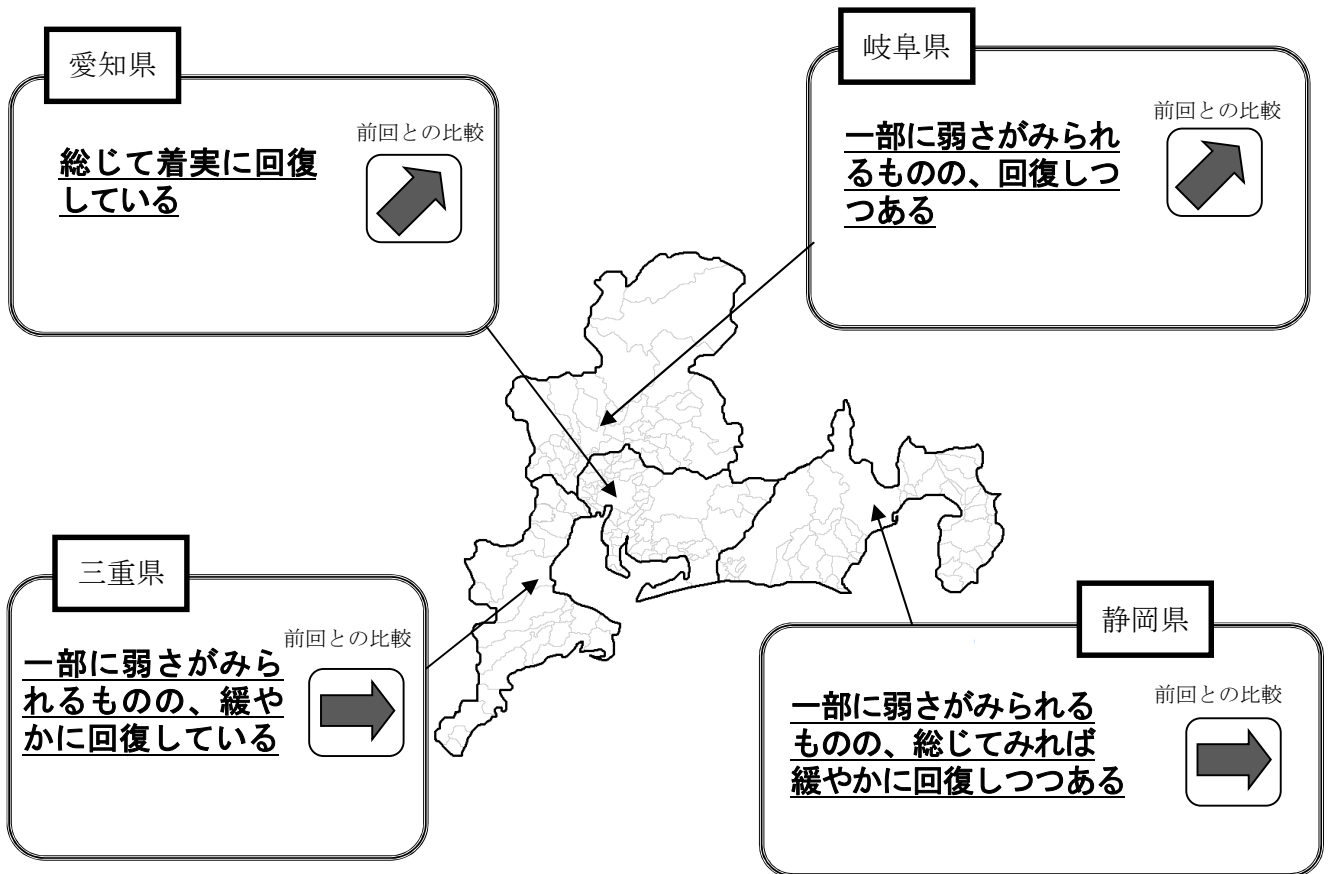 愛知県
前回との比較
総じて着実に回復
している
岐阜県
前回との比較
一部に弱さがみられ
るものの、回復しつ
つある
三重県
前回との比較
一部に弱さがみら
れるものの、緩や
かに回復している
静岡県
前回との比較
一部に弱さがみられる
ものの、総じてみれば
緩やかに回復しつつある